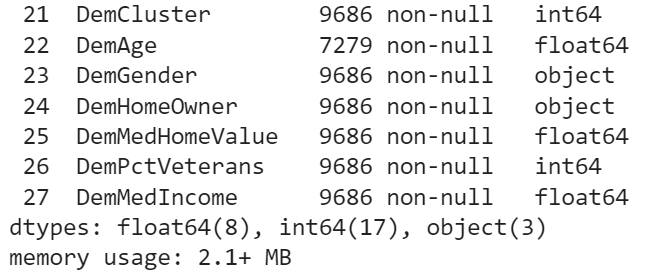 21 DemCluster 9686 non-null int64
22 DemAge 7279 non-null float64
23 DemGender 9686 non-null object
24 DemHomeOwner 9686 non-null object
25 DemMedHomeValue 9686 non-null float64
26 DemPctVeterans 9686 non-null int64
27 DemMedIncome 9686 non-null float64
dtypes: float64(8), int64(17), object(3)
memory usage: 2.1+ MB